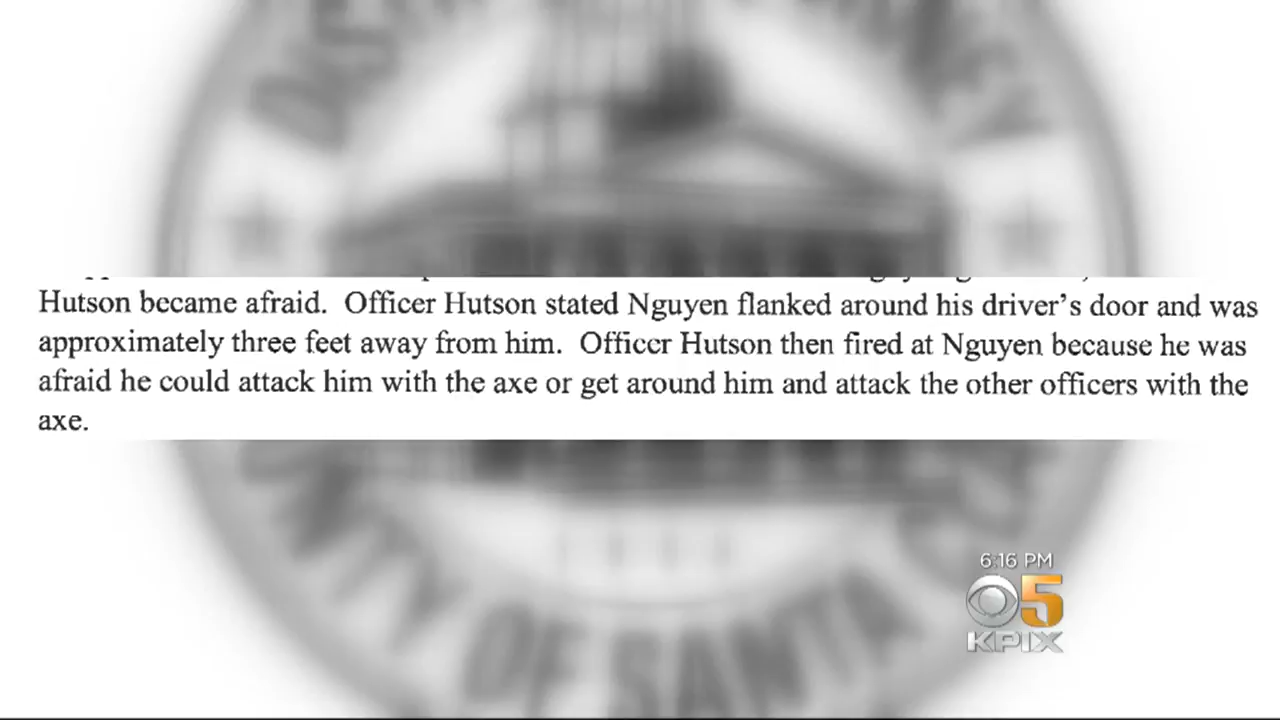 Hutson became afraid.  Officer Hutson stated Nguyen flanked around his driver's door and was
approximately three feet away from him.  Officer Hutson then fired at Nguyen because he was
afraid he could attack him with the axe or get around him and attack the other officers with the
axe.
OF SANTA
6:16 PM
5
KPIX